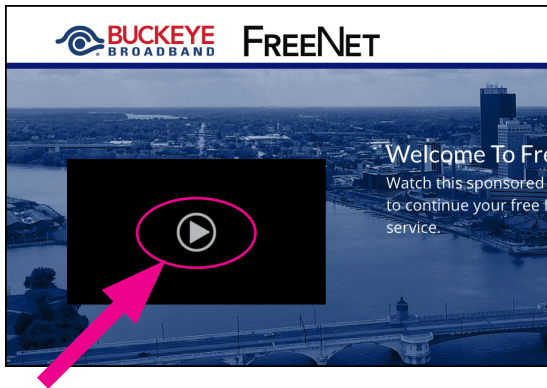 BUCKEYE
BROADBAND
FREENET
Welcome To Fre
Watch this sponsored
to continue your free
service.